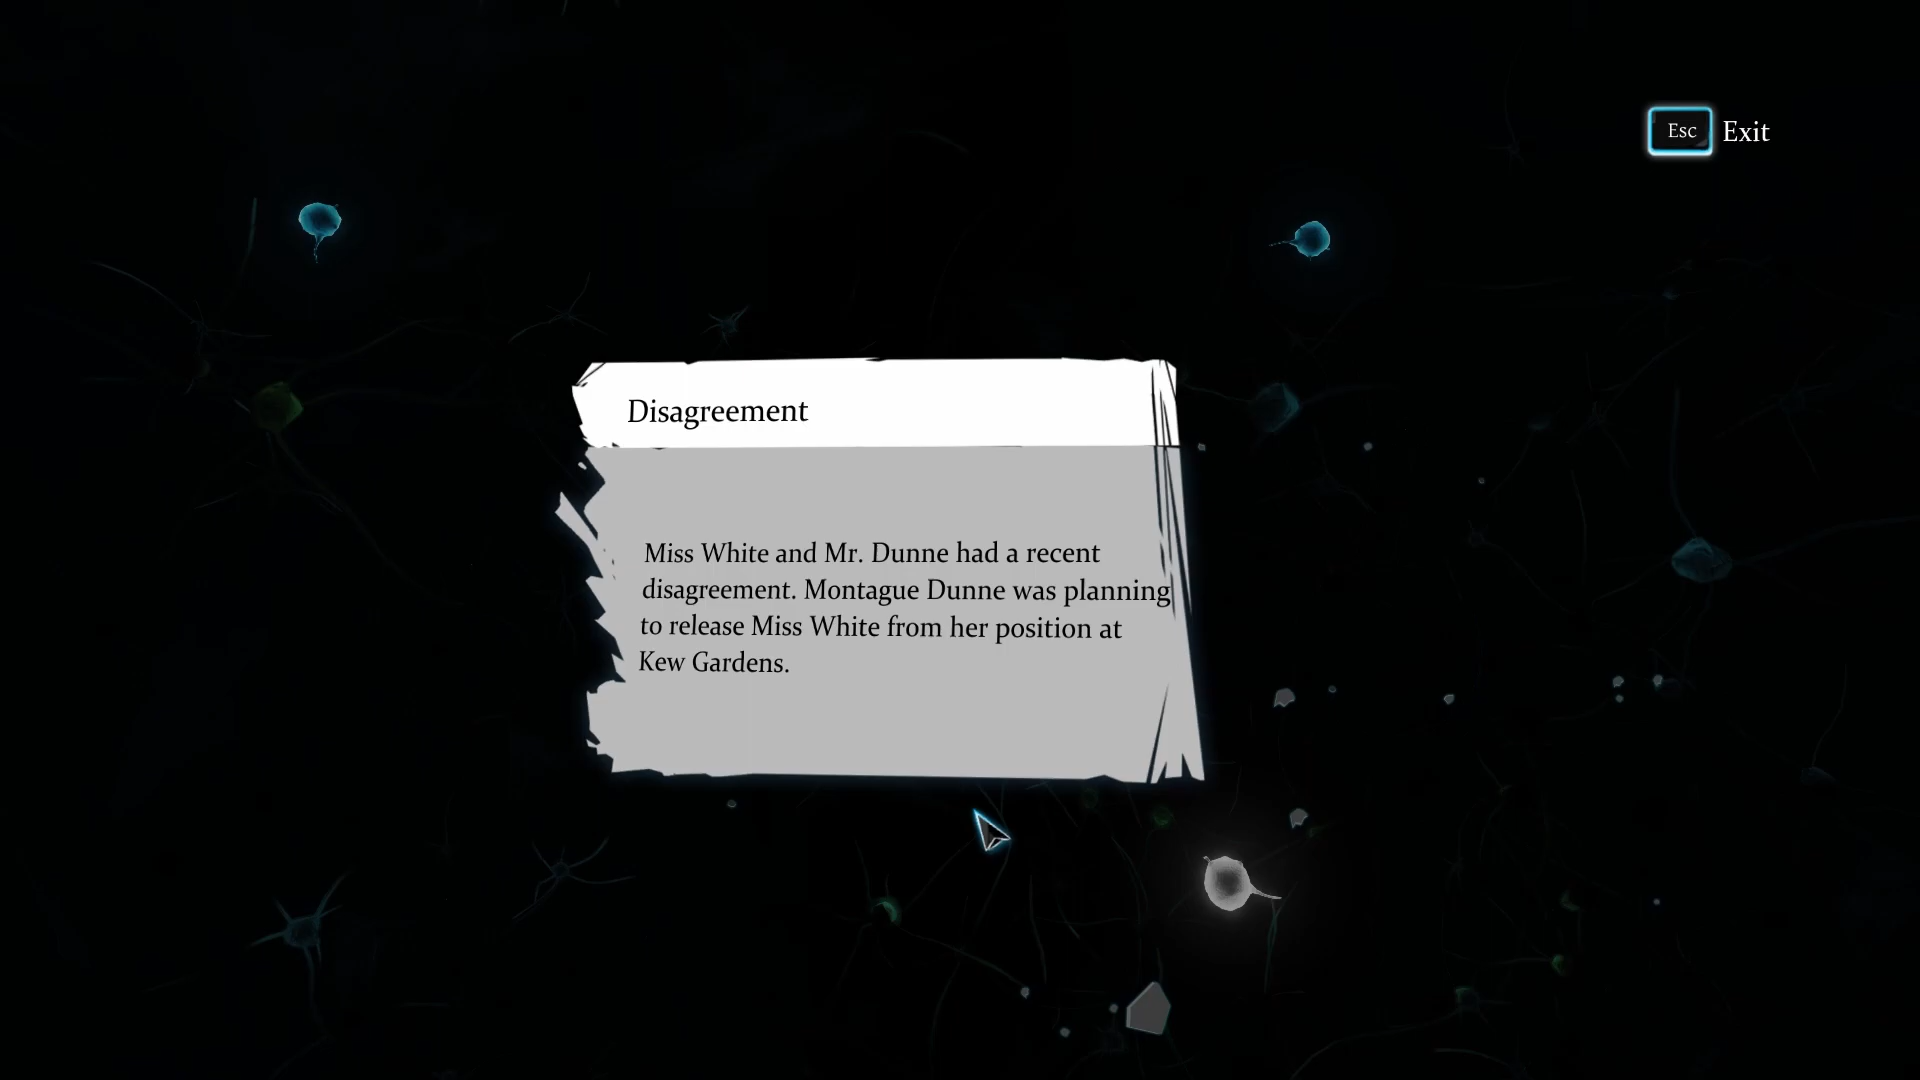 Esc Exit
Disagreement
Miss White and Mr. Dunne had a recent
disagreement. Montague Dunne was planning
to release Miss White from her position at
Kew Gardens.